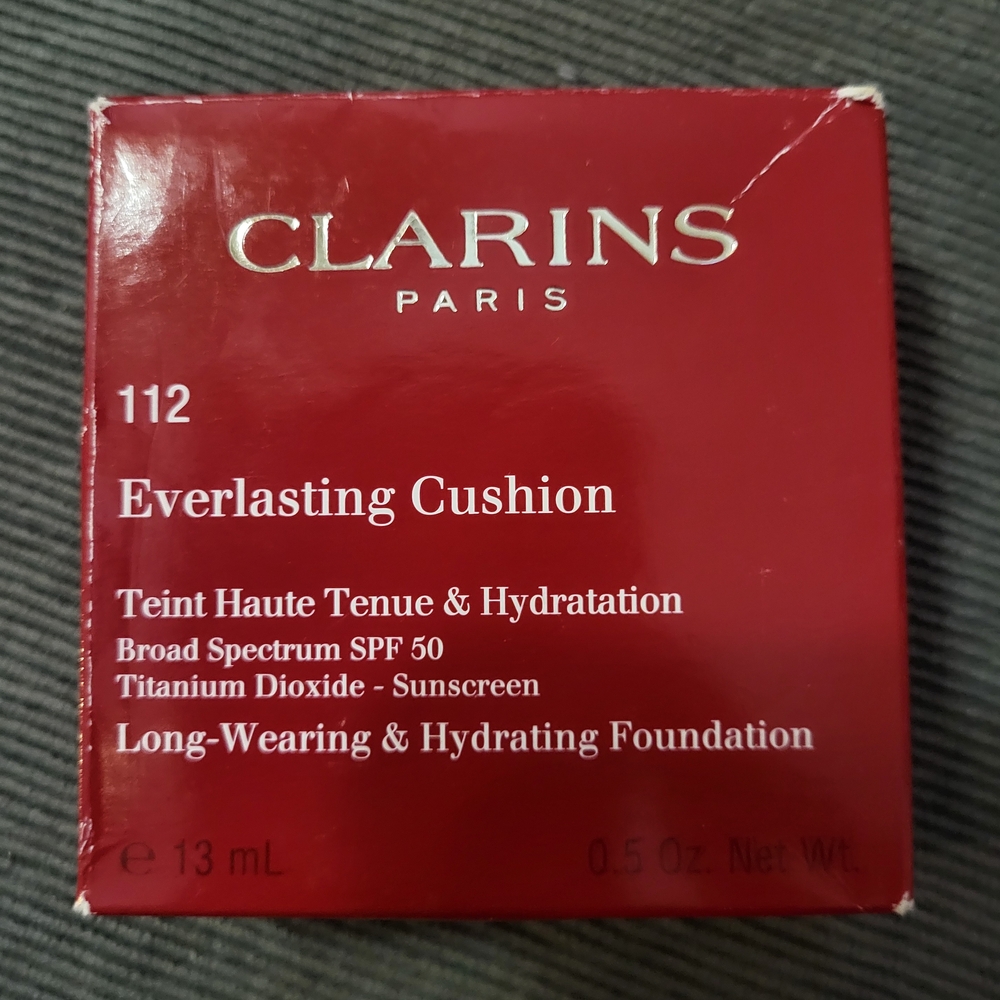 CLARINS
PARIS
112
Everlasting Cushion
Teint Haute Tenue & Hydratation
Broad Spectrum SPF 50
Titanium Dioxide - Sunscreen
Long-Wearing & Hydrating Foundation
℮ 13 mL 0.5 Oz. Net Wt.